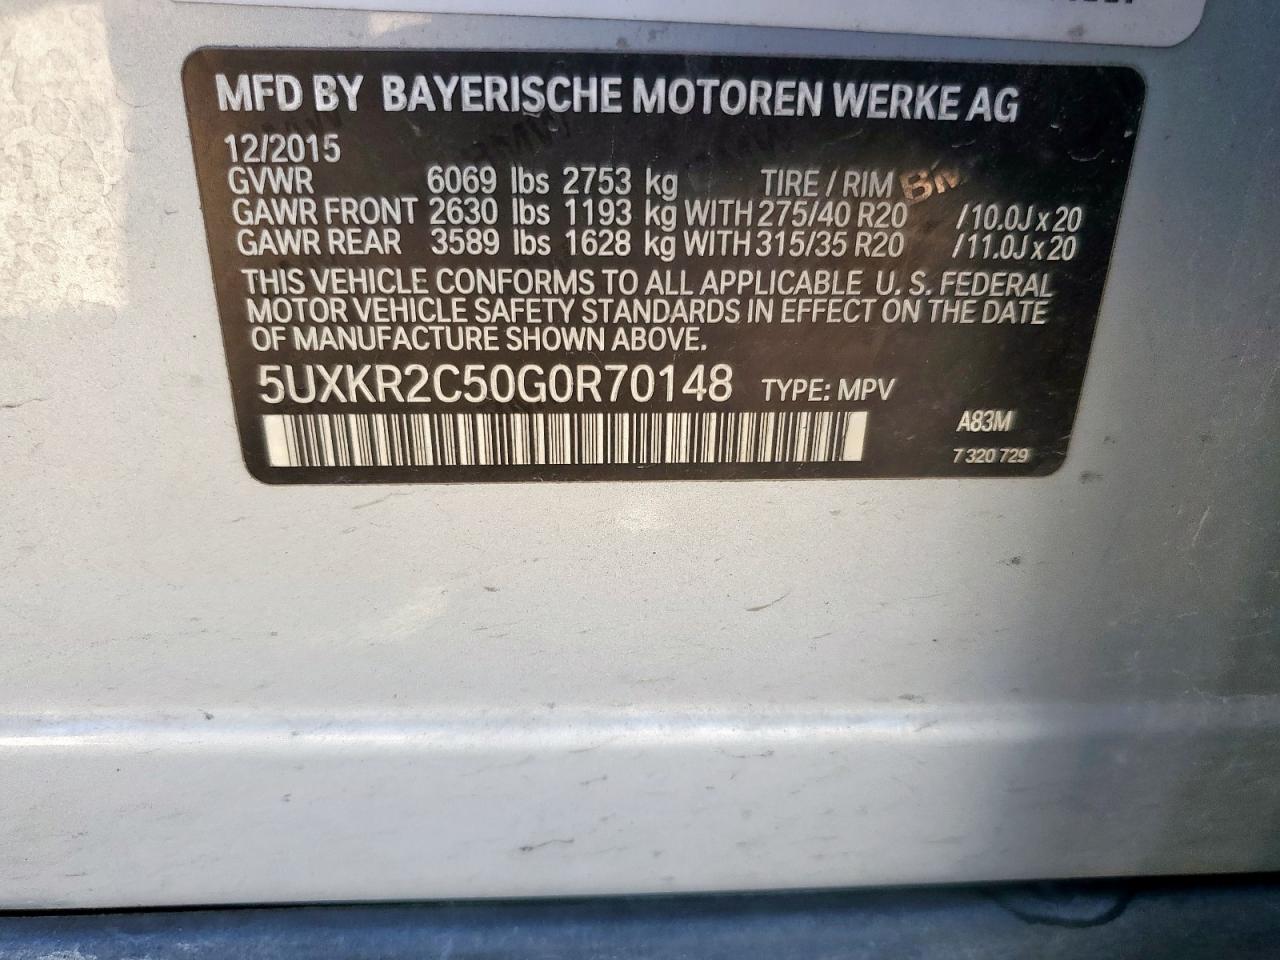 MFD BY BAYERISCHE MOTOREN WERKE AG
12/2015
GVWR 6069 lbs 2753 kg TIRE / RIM
GAWR FRONT 2630 lbs 1193 kg WITH 275/40 R20 /10.0J x 20
GAWR REAR 3589 lbs 1628 kg WITH 315/35 R20 /11.0J x 20
THIS VEHICLE CONFORMS TO ALL APPLICABLE U. S. FEDERAL
MOTOR VEHICLE SAFETY STANDARDS IN EFFECT ON THE DATE
OF MANUFACTURE SHOWN ABOVE.
5UXKR2C50G0R70148 TYPE: MPV
A83M
7 320 729